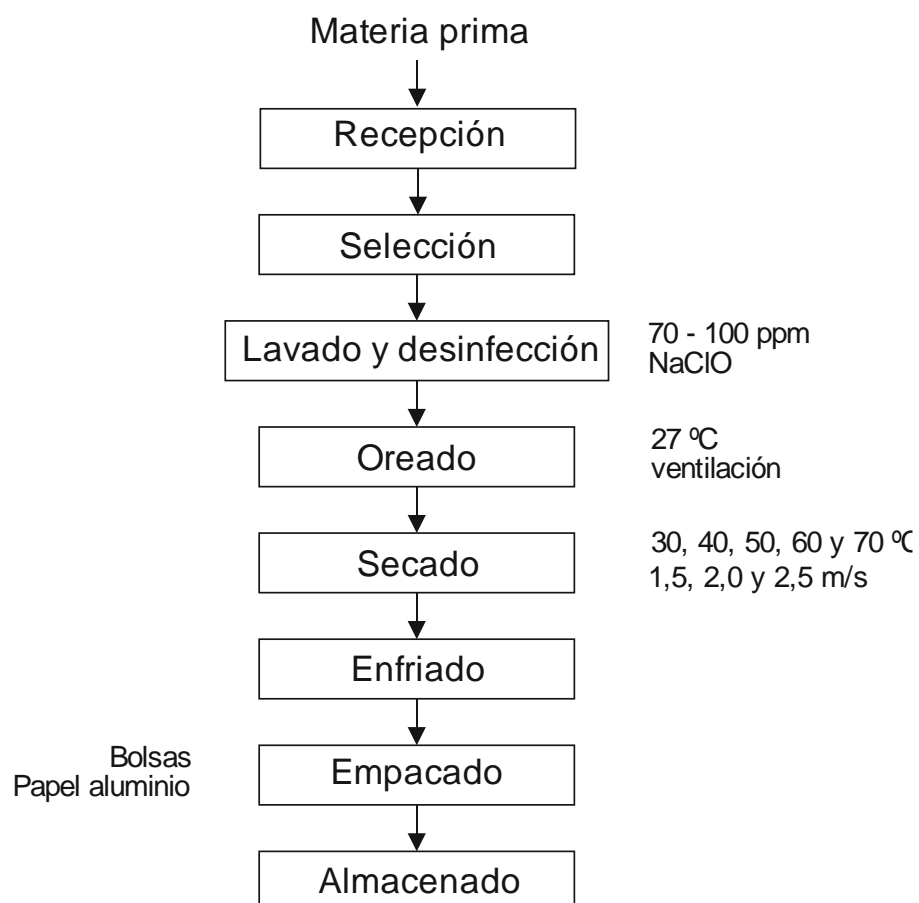 Materia prima
Recepción
Selección
Lavado y desinfección
70 - 100 ppm
NaClO
Oreado
27 ºC
ventilación
Secado
30, 40, 50, 60 y 70 ºC
1,5, 2,0 y 2,5 m/s
Enfriado
Bolsas
Papel aluminio
Empacado
Almacenado